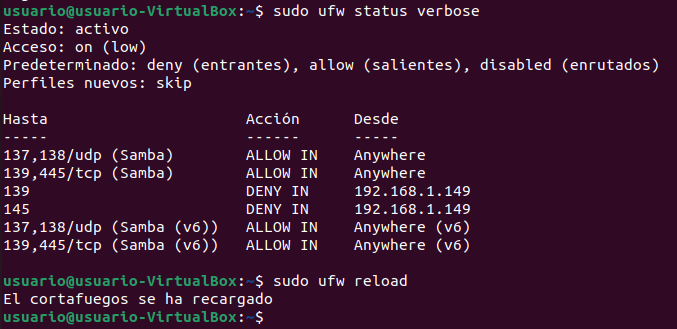 usuario@usuario-VirtualBox:~$ sudo ufw status verbose
Estado: activo
Acceso: on (low)
Predeterminado: deny (entrantes), allow (salientes), disabled (enrutados)
Perfiles nuevos: skip
Hasta                      Acción      Desde
-----                      ------      -----
137,138/udp (Samba)        ALLOW IN    Anywhere
139,445/tcp (Samba)        ALLOW IN    Anywhere
139                        DENY IN     192.168.1.149
145                        DENY IN     192.168.1.149
137,138/udp (Samba (v6))   ALLOW IN    Anywhere (v6)
139,445/tcp (Samba (v6))   ALLOW IN    Anywhere (v6)
usuario@usuario-VirtualBox:~$ sudo ufw reload
El cortafuegos se ha recargado
usuario@usuario-VirtualBox:~$